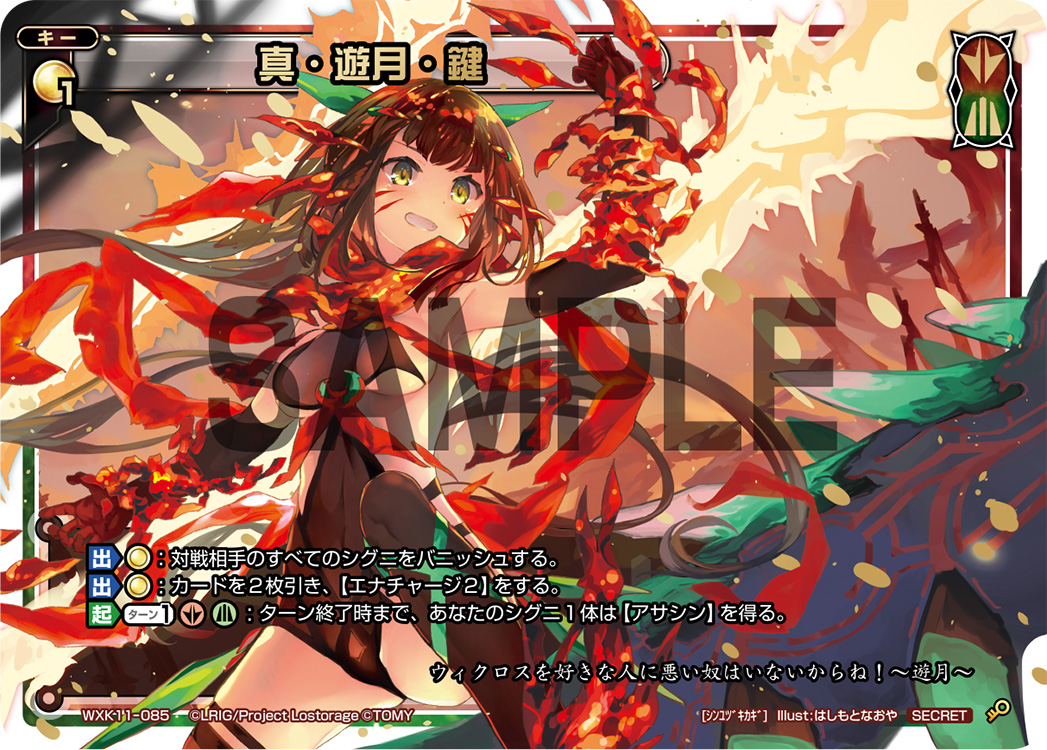 キー
1
真・遊月・鍵
SAMPLE
出：対戦相手のすべてのシグニをバニッシュする。
出：カードを２枚引き、【エナチャージ２】をする。
起 ターン1：ターン終了時まで、あなたのシグニ１体は【アサシン】を得る。
ウィクロスを好きな人に悪い奴はいないからね！～遊月～
WXK11-085 ©LRIG/Project Lostorage ©TOMY [ｼﾝﾕﾂﾞｷｶｷﾞ] Illust:はしもとなおや SECRET